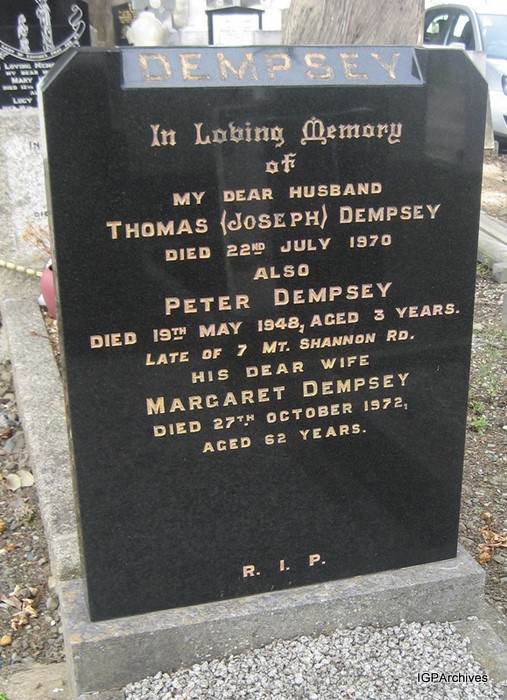 Loving Memory
DEMPSEY
In Loving Memory
of
MY DEAR HUSBAND
THOMAS (JOSEPH) DEMPSEY
DIED 22ND JULY 1970
ALSO
PETER DEMPSEY
DIED 19TH MAY 1948, AGED 3 YEARS.
LATE OF 7 MT. SHANNON RD.
HIS DEAR WIFE
MARGARET DEMPSEY
DIED 27TH OCTOBER 1972,
AGED 62 YEARS.
R. I. P.
IGPArchives